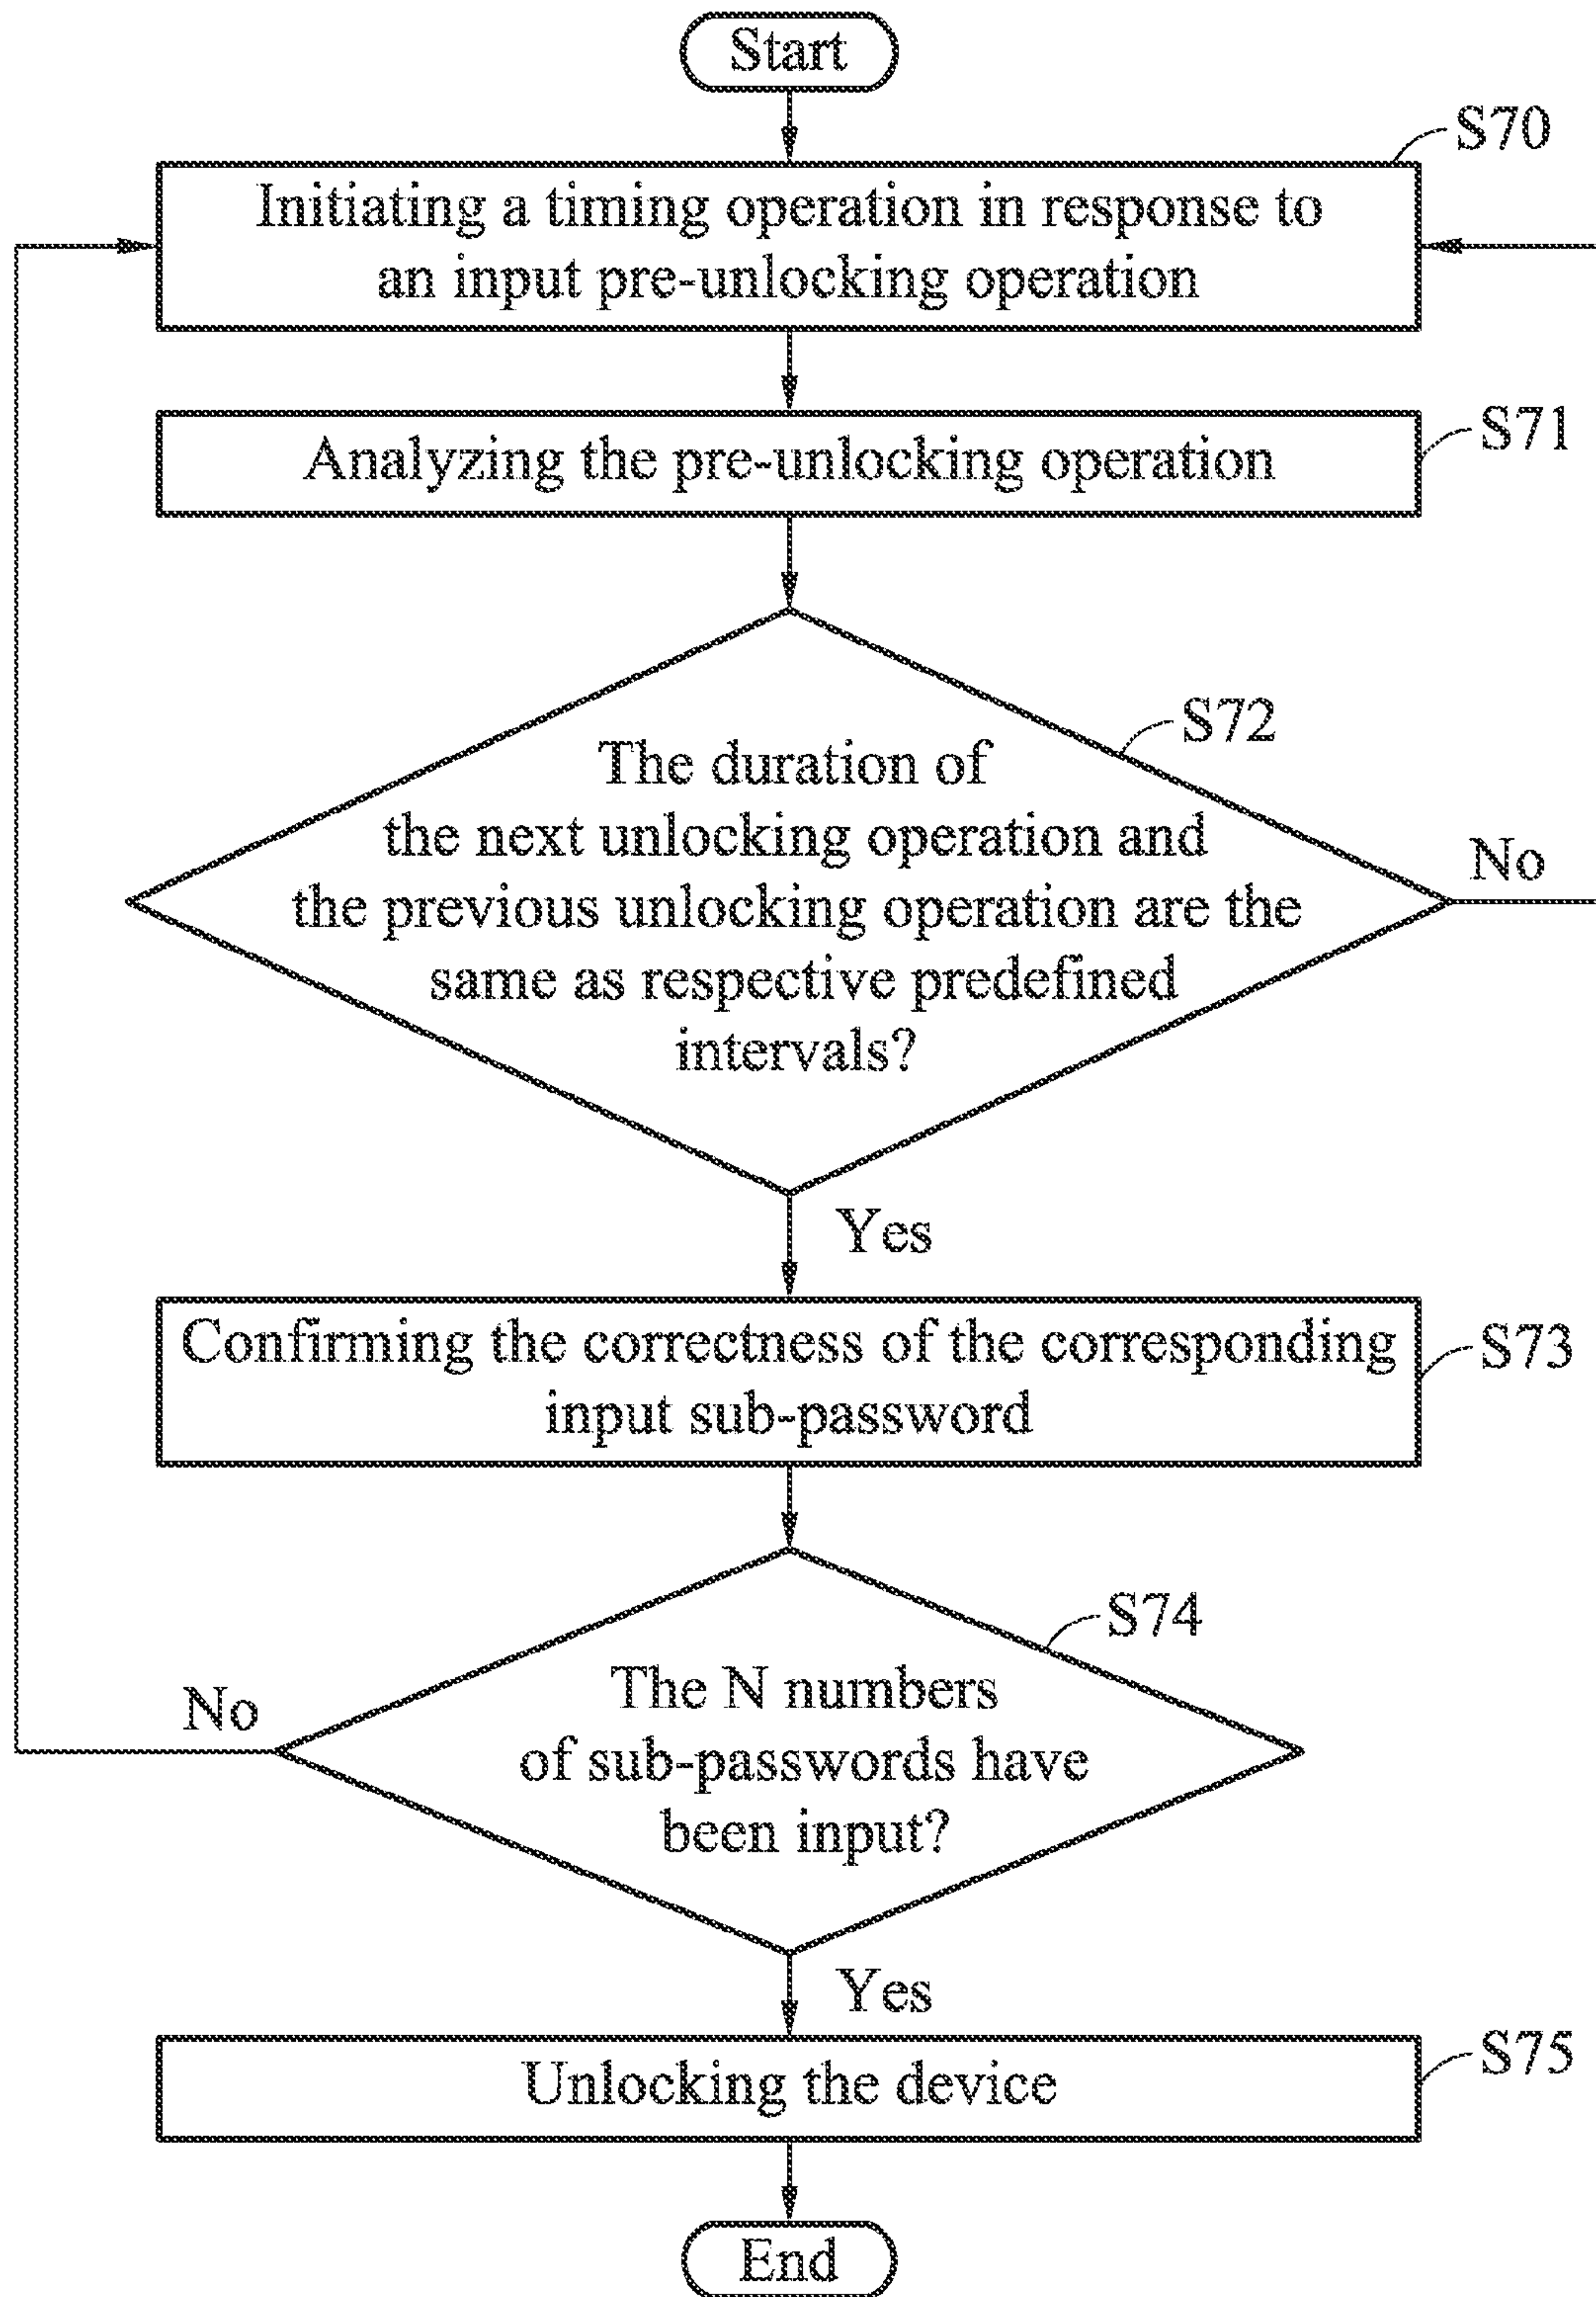 Start
S70
Initiating a timing operation in response to
an input pre-unlocking operation
S71
Analyzing the pre-unlocking operation
S72
The duration of
the next unlocking operation and
the previous unlocking operation are the
same as respective predefined
intervals?
No
Yes
Confirming the correctness of the corresponding
input sub-password
S73
S74
The N numbers
of sub-passwords have
been input?
No
Yes
Unlocking the device
S75
End